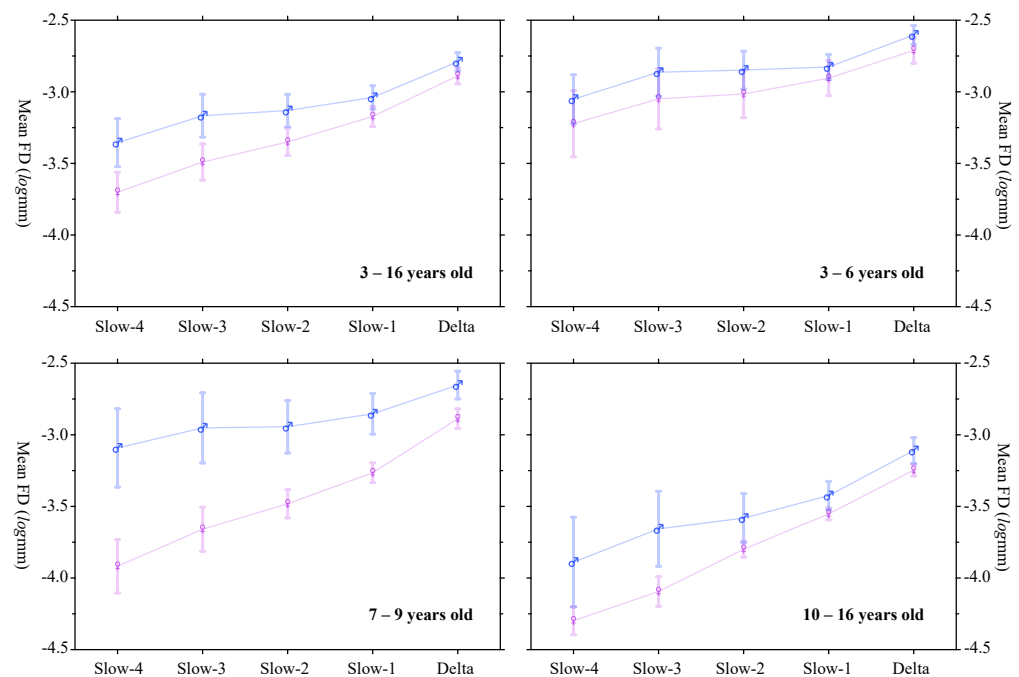 -2.5
-3.0
-3.5
-4.0
-4.5
Mean FD (logmm)
3 – 16 years old
Slow-4 Slow-3 Slow-2 Slow-1 Delta
-2.5
-3.0
-3.5
-4.0
-4.5
Mean FD (logmm)
3 – 6 years old
Slow-4 Slow-3 Slow-2 Slow-1 Delta
-2.5
-3.0
-3.5
-4.0
-4.5
Mean FD (logmm)
7 – 9 years old
Slow-4 Slow-3 Slow-2 Slow-1 Delta
-2.5
-3.0
-3.5
-4.0
-4.5
Mean FD (logmm)
10 – 16 years old
Slow-4 Slow-3 Slow-2 Slow-1 Delta